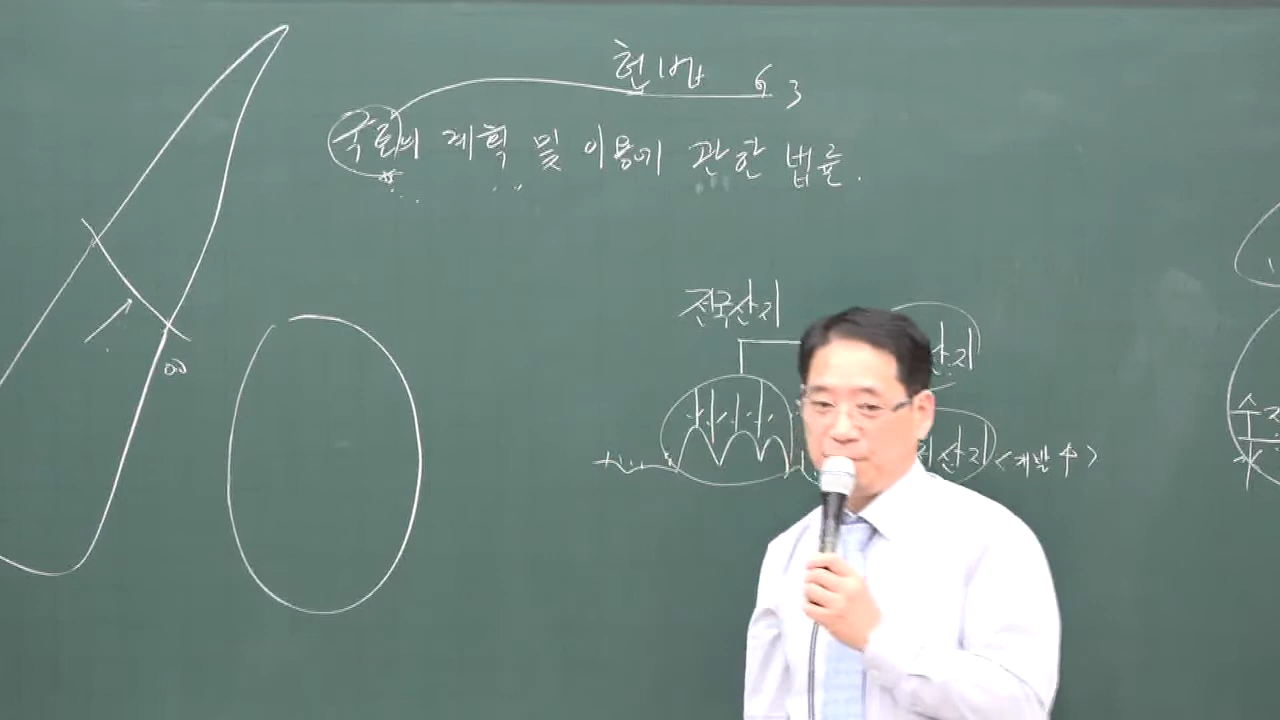 헌법 63
국토의 계획 및 이용에 관한 법률.
전국산지
산지
산지 <개발 수>